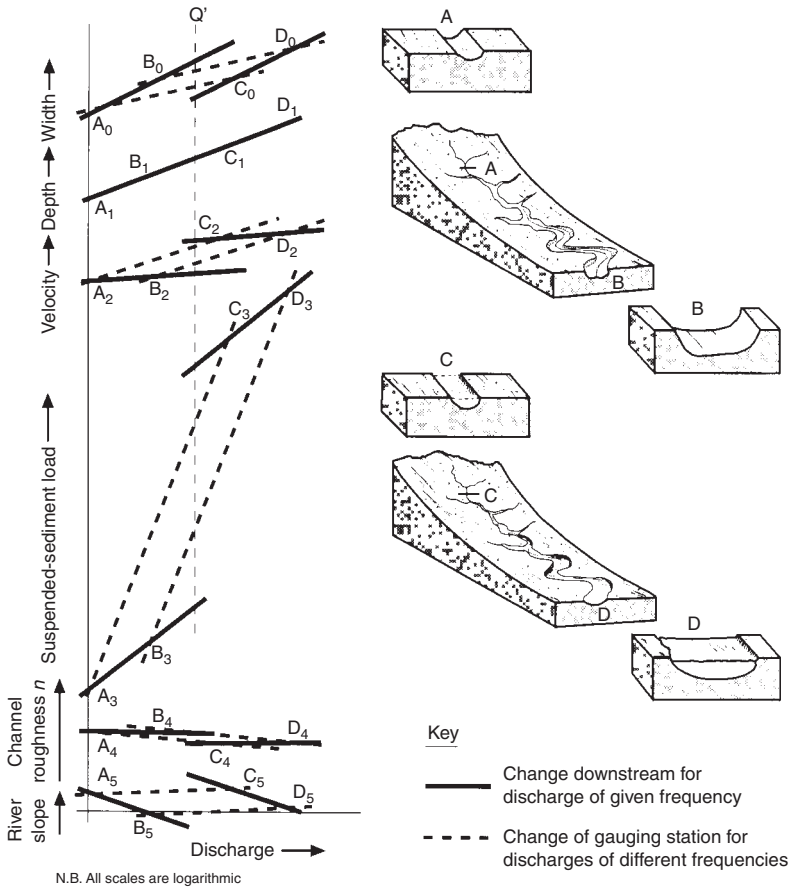 Q'
Width
A0
B0
C0
D0
Depth
A1
B1
C1
D1
Velocity
A2
B2
C2
D2
Suspended-sediment load
A3
B3
C3
D3
Channel
roughness n
A4
B4
C4
D4
River
slope
A5
B5
C5
D5
Discharge
N.B. All scales are logarithmic
A
A
B
B
C
C
D
D
Key
Change downstream for
discharge of given frequency
Change of gauging station for
discharges of different frequencies